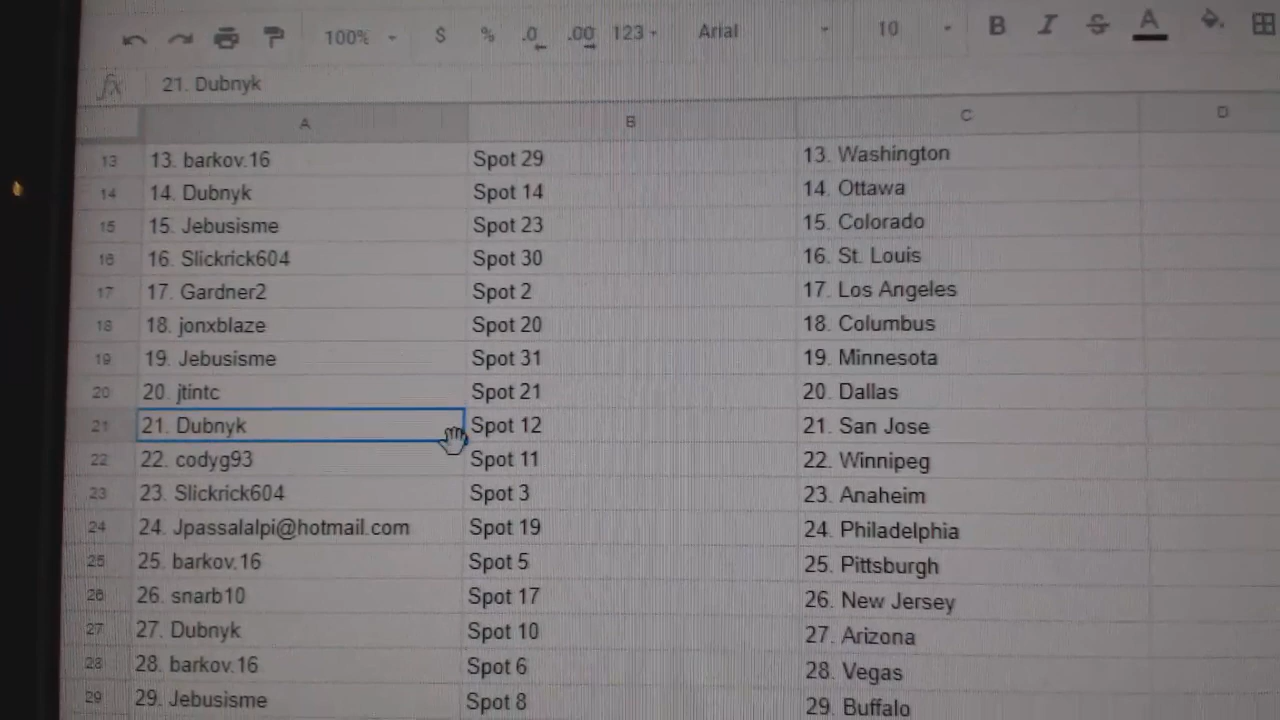 100% $ % .0 .00 123 Arial 10 B I S A
fx 21. Dubnyk
A B C D
13 13. barkov.16 Spot 29 13. Washington
14 14. Dubnyk Spot 14 14. Ottawa
15 15. Jebusisme Spot 23 15. Colorado
16 16. Slickrick604 Spot 30 16. St. Louis
17 17. Gardner2 Spot 2 17. Los Angeles
18 18. jonxblaze Spot 20 18. Columbus
19 19. Jebusisme Spot 31 19. Minnesota
20 20. jtintc Spot 21 20. Dallas
21 21. Dubnyk Spot 12 21. San Jose
22 22. codyg93 Spot 11 22. Winnipeg
23 23. Slickrick604 Spot 3 23. Anaheim
24 24. Jpassalalpi@hotmail.com Spot 19 24. Philadelphia
25 25. barkov.16 Spot 5 25. Pittsburgh
26 26. snarb10 Spot 17 26. New Jersey
27 27. Dubnyk Spot 10 27. Arizona
28 28. barkov.16 Spot 6 28. Vegas
29 29. Jebusisme Spot 8 29. Buffalo